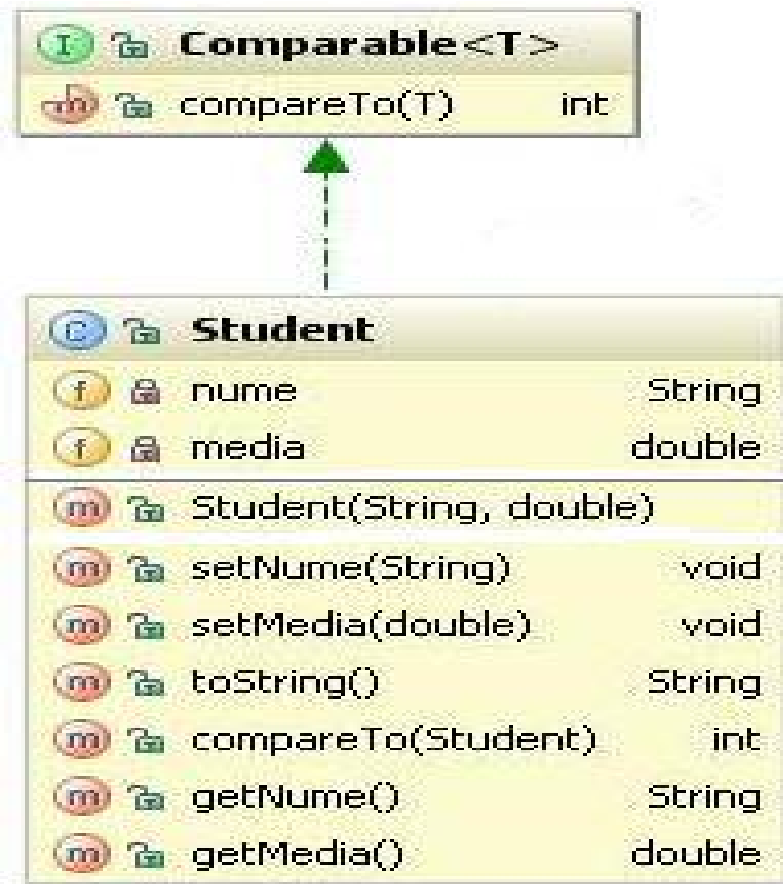 I Comparable<T>
m compareTo(T) int
C Student
f nume String
f media double
m Student(String, double)
m setNume(String) void
m setMedia(double) void
m toString() String
m compareTo(Student) int
m getNume() String
m getMedia() double